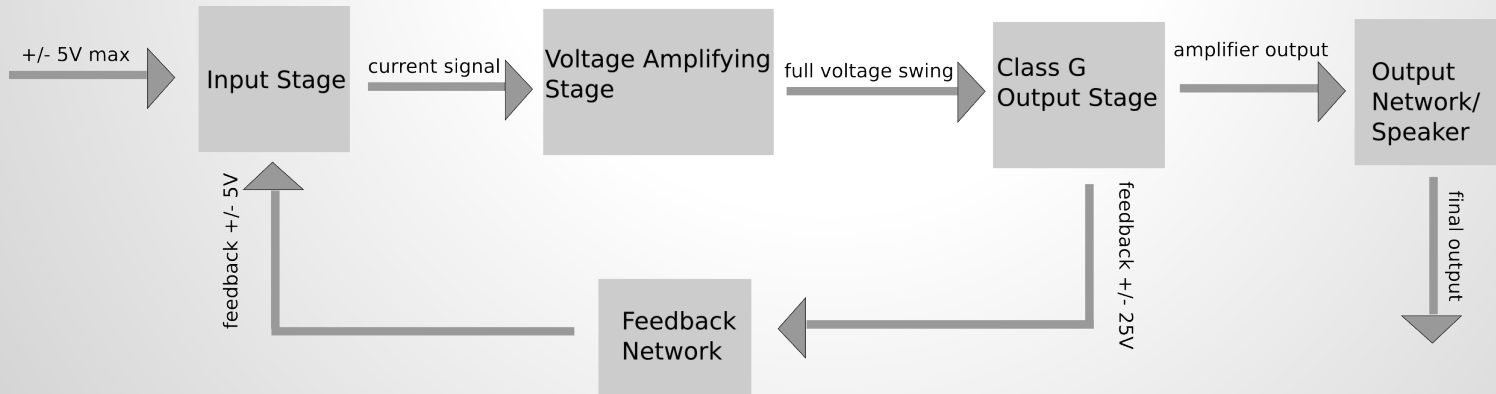 +/- 5V max
Input Stage
current signal
Voltage Amplifying
Stage
full voltage swing
Class G
Output Stage
amplifier output
Output
Network/
Speaker
feedback +/- 5V
Feedback
Network
feedback +/- 25V
final output